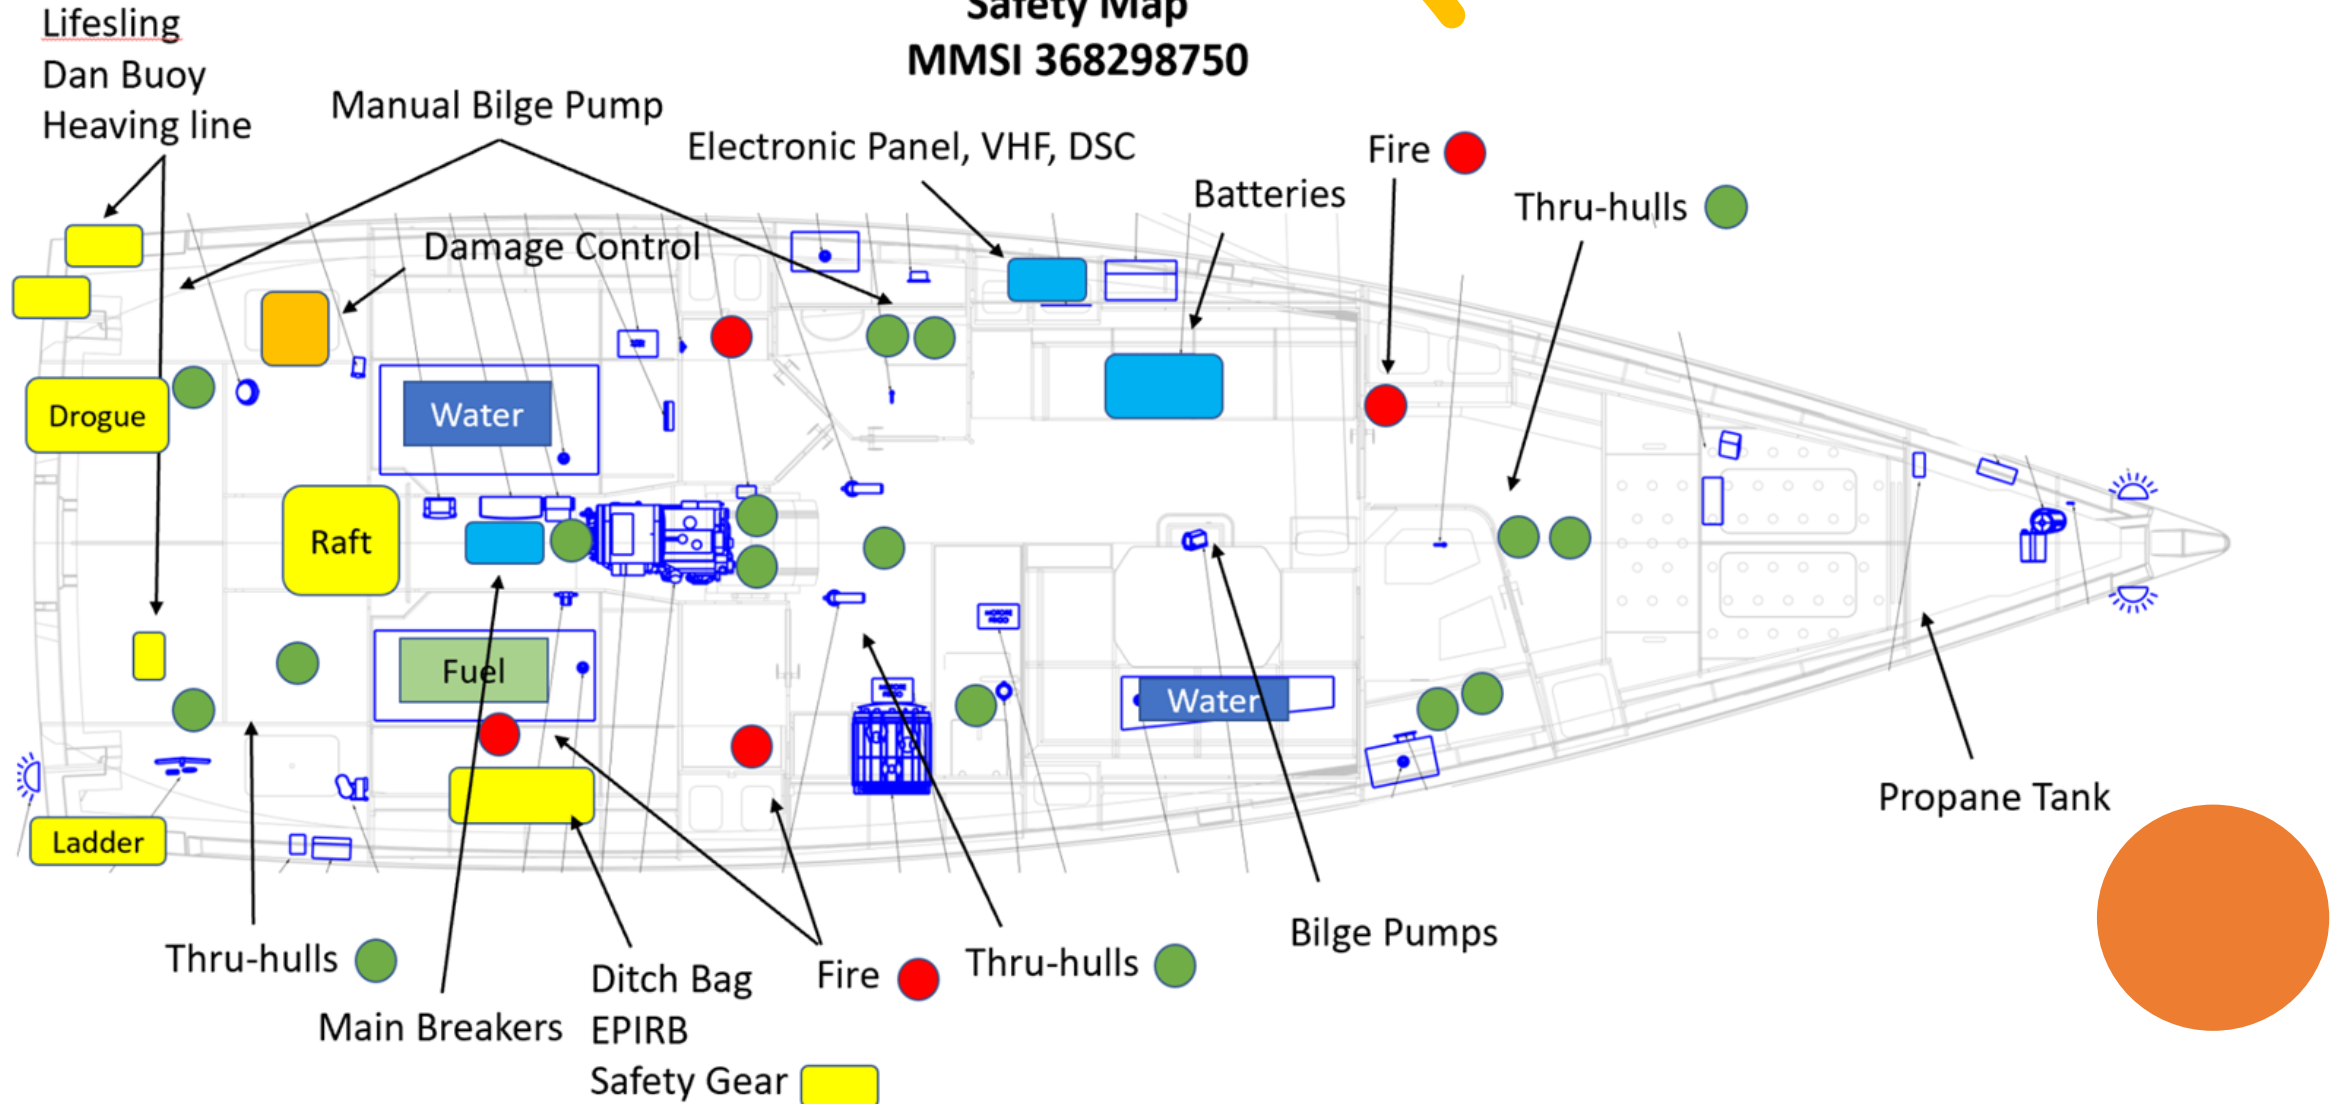 Safety Map
MMSI 368298750
Lifesling
Dan Buoy
Heaving line
Manual Bilge Pump
Electronic Panel, VHF, DSC
Fire
Batteries
Thru-hulls
Damage Control
Drogue
Water
Raft
Fuel
Water
Ladder
Propane Tank
Bilge Pumps
Thru-hulls
Main Breakers
Ditch Bag
EPIRB
Safety Gear
Fire
Thru-hulls